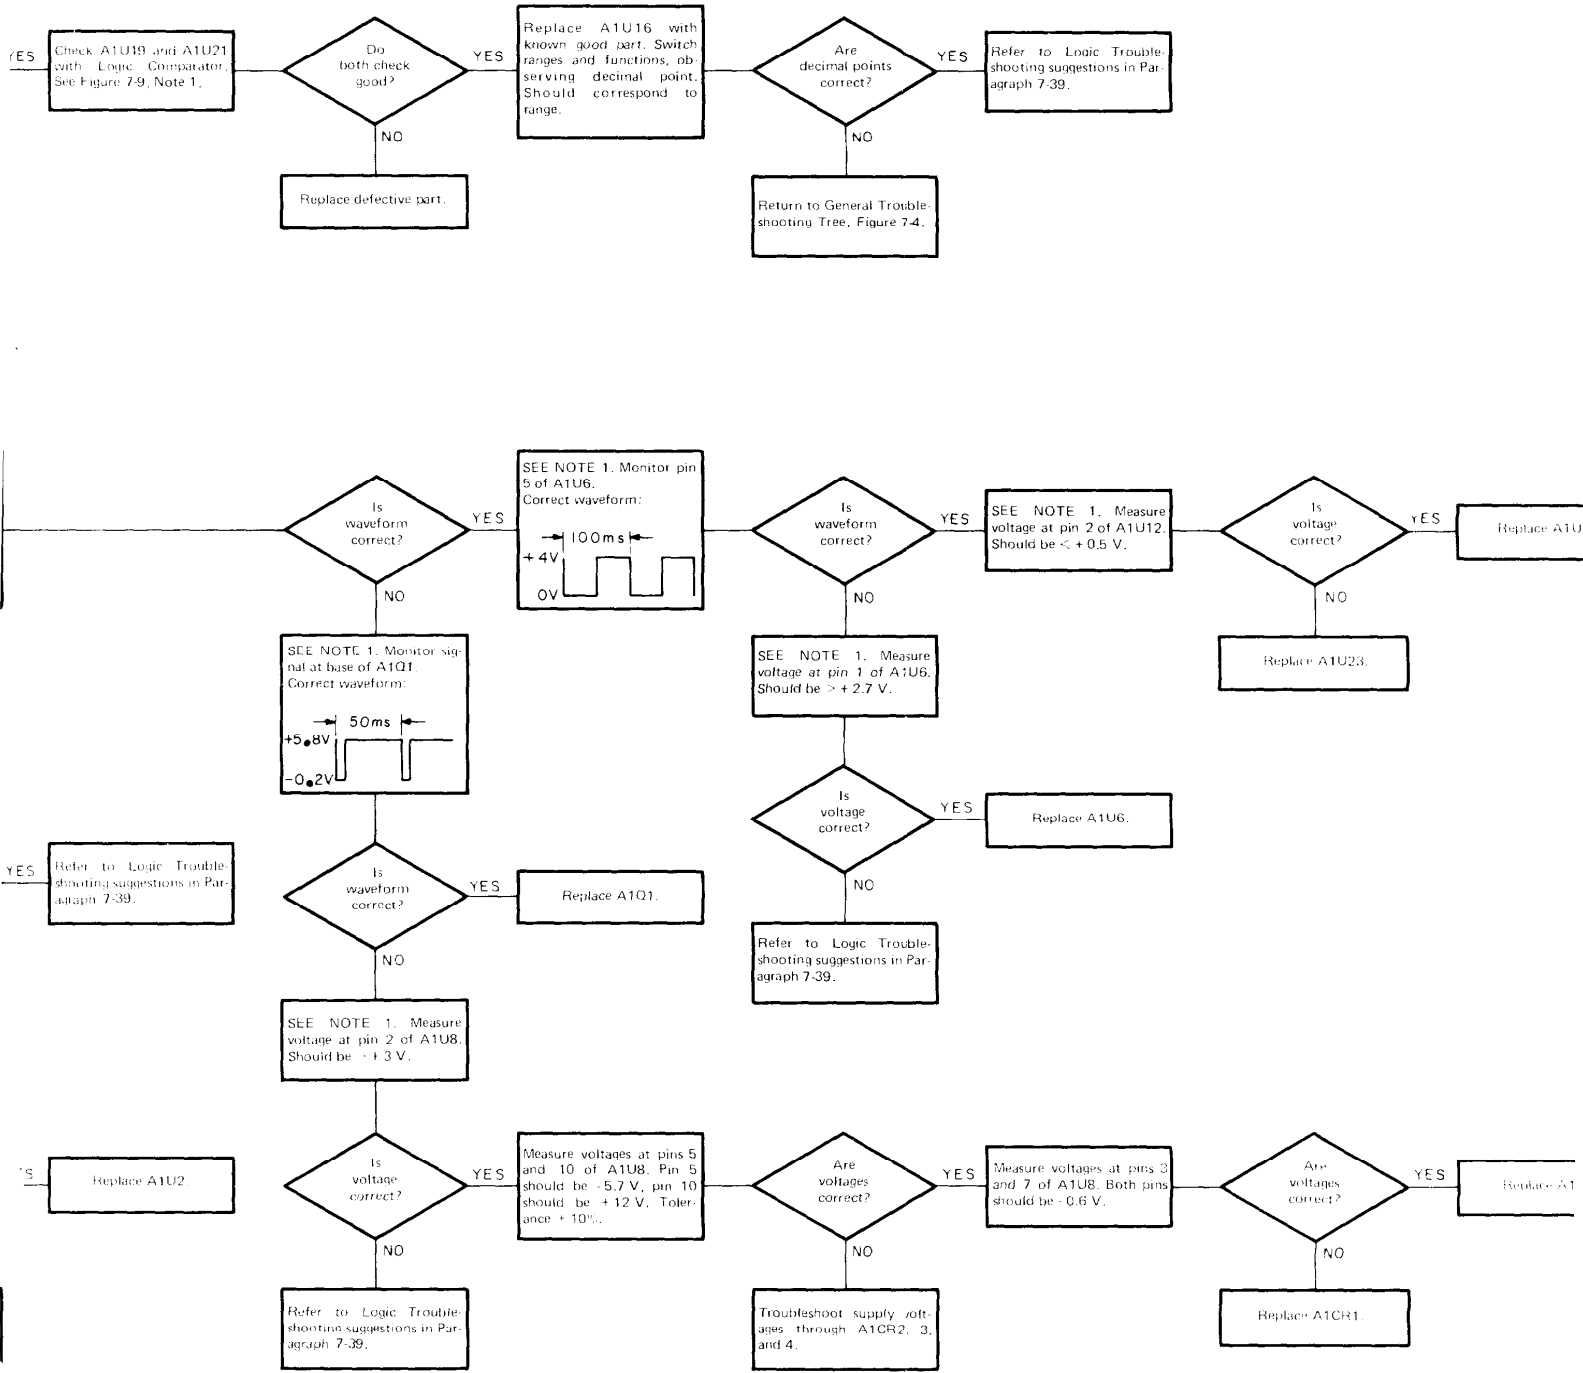 YES
Check A1U19 and A1U21
with Logic Comparator.
See Figure 7-9, Note 1.
Do
both check
good?
YES
NO
Replace defective part.
Replace A1U16 with
known good part. Switch
ranges and functions, ob-
serving decimal point.
Should correspond to
range.
Are
decimal points
correct?
YES
NO
Return to General Trouble-
shooting Tree, Figure 7-4.
Refer to Logic Trouble-
shooting suggestions in Par-
agraph 7-39.
Is
waveform
correct?
YES
NO
SEE NOTE 1. Monitor pin
5 of A1U6.
Correct waveform:
100ms
+4V
0V
Is
waveform
correct?
YES
NO
SEE NOTE 1. Measure
voltage at pin 2 of A1U12.
Should be < +0.5 V.
Is
voltage
correct?
YES
NO
Replace A1U
Replace A1U23.
SEE NOTE 1. Monitor sig-
nal at base of A1Q1.
Correct waveform:
50ms
+5.8V
-0.2V
SEE NOTE 1. Measure
voltage at pin 1 of A1U6.
Should be > +2.7 V.
Is
voltage
correct?
YES
NO
Replace A1U6.
Refer to Logic Trouble-
shooting suggestions in Par-
agraph 7-39.
YES
Refer to Logic Trouble-
shooting suggestions in Par-
agraph 7-39.
Is
waveform
correct?
YES
NO
Replace A1Q1.
SEE NOTE 1. Measure
voltage at pin 2 of A1U8.
Should be +3 V.
S
Replace A1U2.
Is
voltage
correct?
YES
NO
Refer to Logic Trouble-
shooting suggestions in Par-
agraph 7-39.
Measure voltages at pins 5
and 10 of A1U8. Pin 5
should be -5.7 V, pin 10
should be +12 V. Toler-
ance ± 10%.
Are
voltages
correct?
YES
NO
Troubleshoot supply volt-
ages through A1CR2, 3,
and 4.
Measure voltages at pins 3
and 7 of A1U8. Both pins
should be -0.6 V.
Are
voltages
correct?
YES
NO
Replace A1
Replace A1CR1.